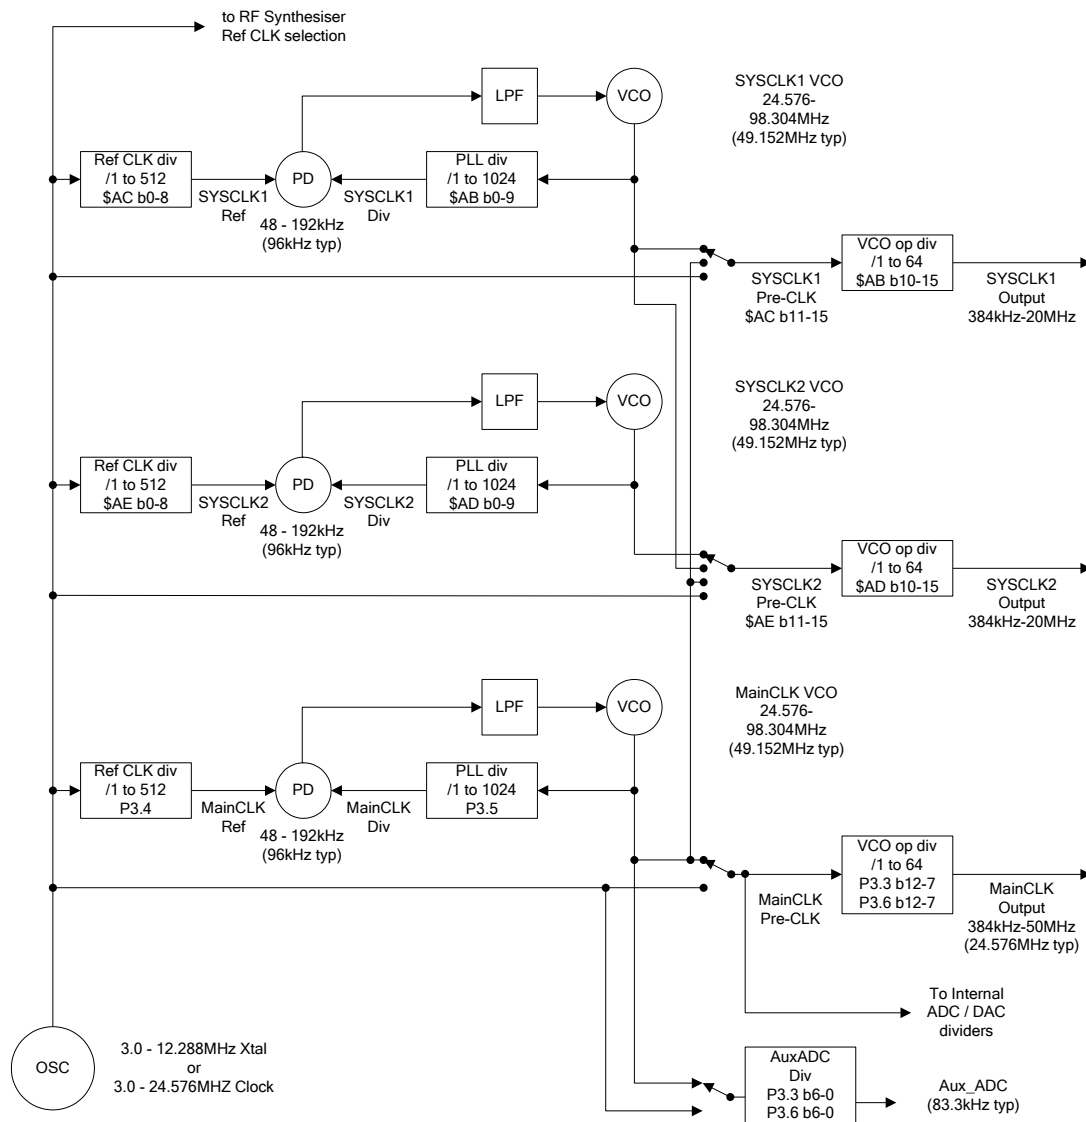 to RF Synthesiser
Ref CLK selection
LPF
VCO
SYSCLK1 VCO
24.576-
98.304MHz
(49.152MHz typ)
Ref CLK div
/1 to 512
$AC b0-8
SYSCLK1
Ref
PD
48 - 192kHz
(96kHz typ)
SYSCLK1
Div
PLL div
/1 to 1024
$AB b0-9
SYSCLK1
Pre-CLK
$AC b11-15
VCO op div
/1 to 64
$AB b10-15
SYSCLK1
Output
384kHz-20MHz
LPF
VCO
SYSCLK2 VCO
24.576-
98.304MHz
(49.152MHz typ)
Ref CLK div
/1 to 512
$AE b0-8
SYSCLK2
Ref
PD
48 - 192kHz
(96kHz typ)
SYSCLK2
Div
PLL div
/1 to 1024
$AD b0-9
SYSCLK2
Pre-CLK
$AE b11-15
VCO op div
/1 to 64
$AD b10-15
SYSCLK2
Output
384kHz-20MHz
LPF
VCO
MainCLK VCO
24.576-
98.304MHz
(49.152MHz typ)
Ref CLK div
/1 to 512
P3.4
MainCLK
Ref
PD
48 - 192kHz
(96kHz typ)
MainCLK
Div
PLL div
/1 to 1024
P3.5
MainCLK
Pre-CLK
VCO op div
/1 to 64
P3.3 b12-7
P3.6 b12-7
MainCLK
Output
384kHz-50MHz
(24.576MHz typ)
To Internal
ADC / DAC
dividers
OSC
3.0 - 12.288MHz Xtal
or
3.0 - 24.576MHZ Clock
AuxADC
Div
P3.3 b6-0
P3.6 b6-0
Aux_ADC
(83.3kHz typ)